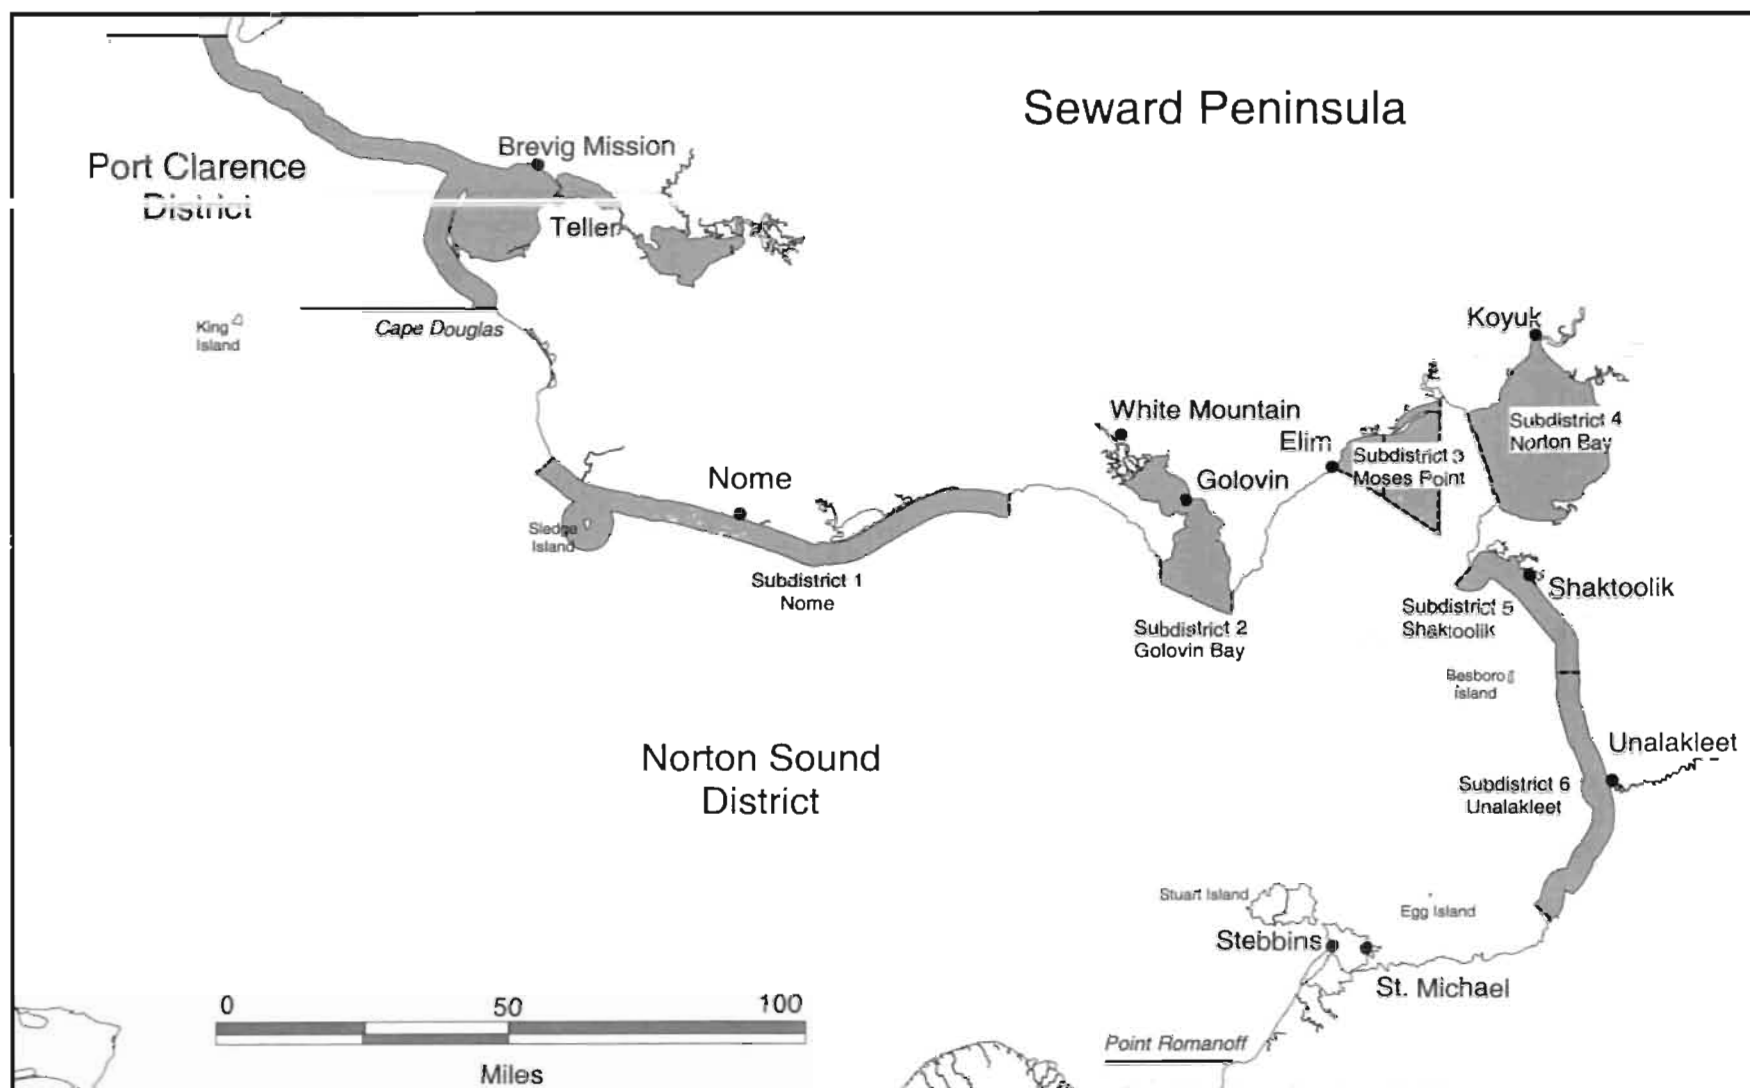 Seward Peninsula
Brevig Mission
Port Clarence
District
Teller
King
Island
Cape Douglas
Koyuk
White Mountain
Elim
Subdistrict 4
Norton Bay
Subdistrict 3
Moses Point
Nome
Golovin
Sledge
Island
Subdistrict 1
Nome
Shaktoolik
Subdistrict 5
Shaktoolik
Subdistrict 2
Golovin Bay
Besboro
Island
Norton Sound
District
Unalakleet
Subdistrict 6
Unalakleet
Stuart Island
Egg Island
Stebbins
St. Michael
0 50 100
Miles
Point Romanoff